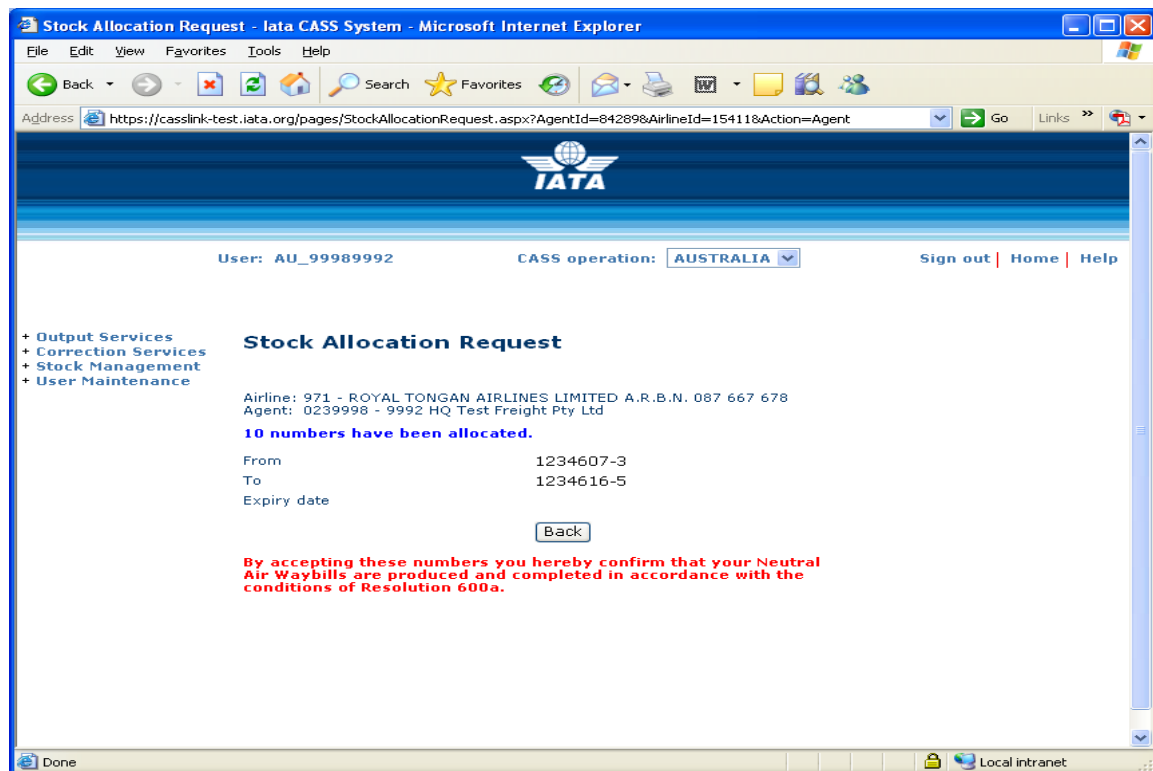 Stock Allocation Request - Iata CASS System - Microsoft Internet Explorer
File Edit View Favorites Tools Help
Back Search Favorites
Address https://casslink-test.iata.org/pages/StockAllocationRequest.aspx?AgentId=84289&AirlineId=15411&Action=Agent Go Links »
IATA
User: AU_99989992 CASS operation: AUSTRALIA Sign out | Home | Help
+ Output Services
+ Correction Services
+ Stock Management
+ User Maintenance
Stock Allocation Request
Airline: 971 - ROYAL TONGAN AIRLINES LIMITED A.R.B.N. 087 667 678
Agent: 0239998 - 9992 HQ Test Freight Pty Ltd
10 numbers have been allocated.
From 1234607-3
To 1234616-5
Expiry date
Back
By accepting these numbers you hereby confirm that your Neutral
Air Waybills are produced and completed in accordance with the
conditions of Resolution 600a.
Done Local intranet